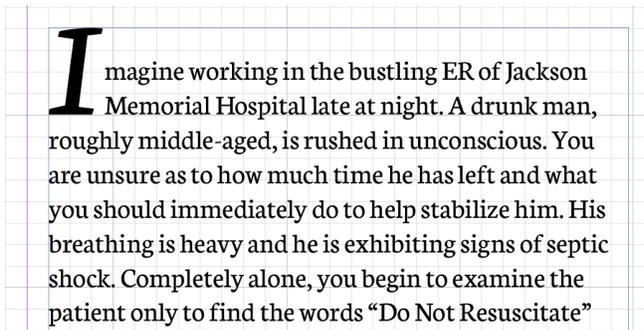 Imagine working in the bustling ER of Jackson
Memorial Hospital late at night. A drunk man,
roughly middle-aged, is rushed in unconscious. You
are unsure as to how much time he has left and what
you should immediately do to help stabilize him. His
breathing is heavy and he is exhibiting signs of septic
shock. Completely alone, you begin to examine the
patient only to find the words “Do Not Resuscitate”